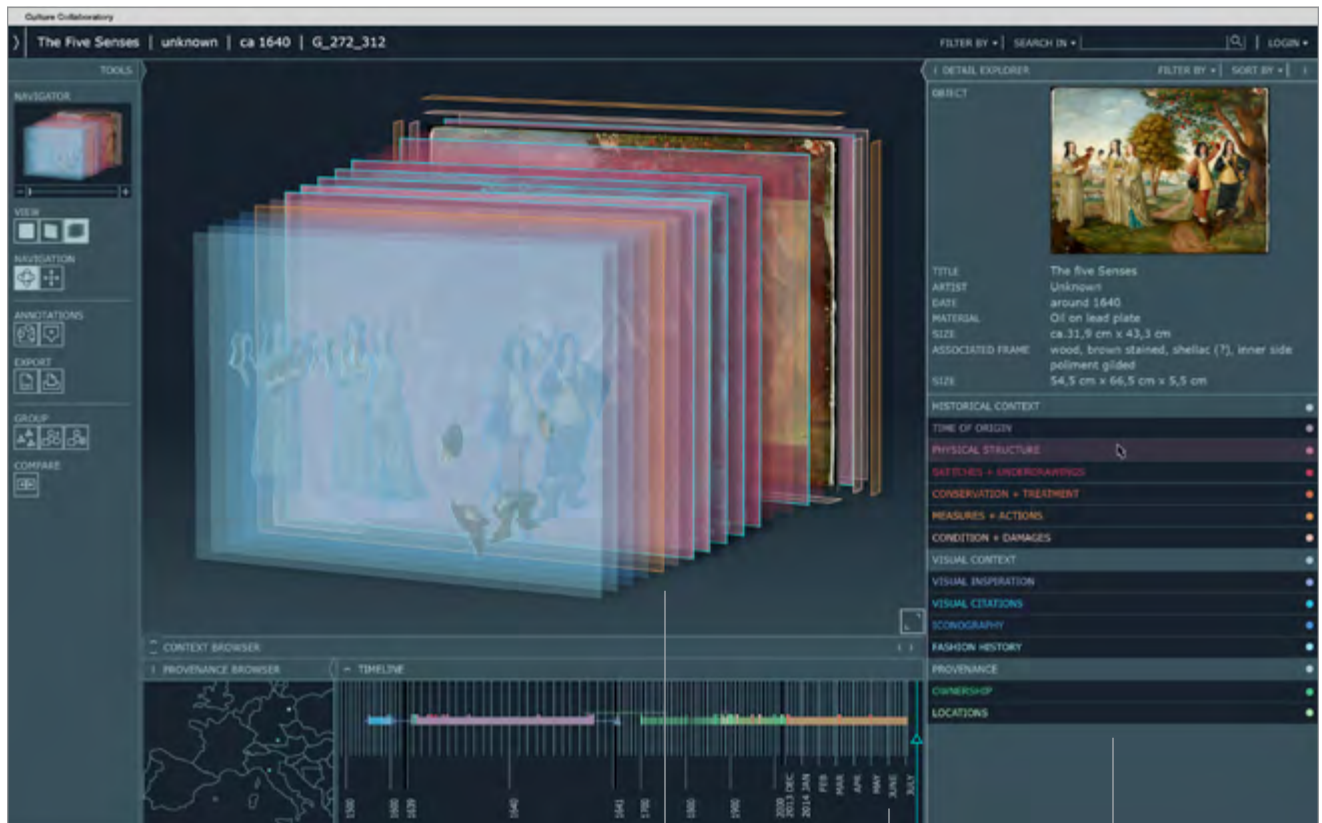 Culture Collaboratory
The Five Senses | unknown | ca 1640 | G_272_312
FILTER BY
SEARCH IN
LOGIN
TOOLS
NAVIGATOR
VIEW
NAVIGATION
ANNOTATIONS
EXPORT
GROUP
COMPARE
CONTEXT BROWSER
PROVENANCE BROWSER
TIMELINE
1500
1600
1639
1640
1641
1700
1800
1900
2000
2013 DEC
2014 JAN
FEB
MAR
APR
MAY
JUNE
JULY
DETAIL EXPLORER
FILTER BY
SORT BY
OBJECT
TITLE The five Senses
ARTIST Unknown
DATE around 1640
MATERIAL Oil on lead plate
SIZE ca.31,9 cm x 43,3 cm
ASSOCIATED FRAME wood, brown stained, shellac (?), inner side
poliment gilded
SIZE 54,5 cm x 66,5 cm x 5,5 cm
HISTORICAL CONTEXT
TIME OF ORIGIN
PHYSICAL STRUCTURE
SKETCHES + UNDERDRAWINGS
CONSERVATION + TREATMENT
MEASURES + ACTIONS
CONDITION + DAMAGES
VISUAL CONTEXT
VISUAL INSPIRATION
VISUAL CITATIONS
ICONOGRAPHY
FASHION HISTORY
PROVENANCE
OWNERSHIP
LOCATIONS